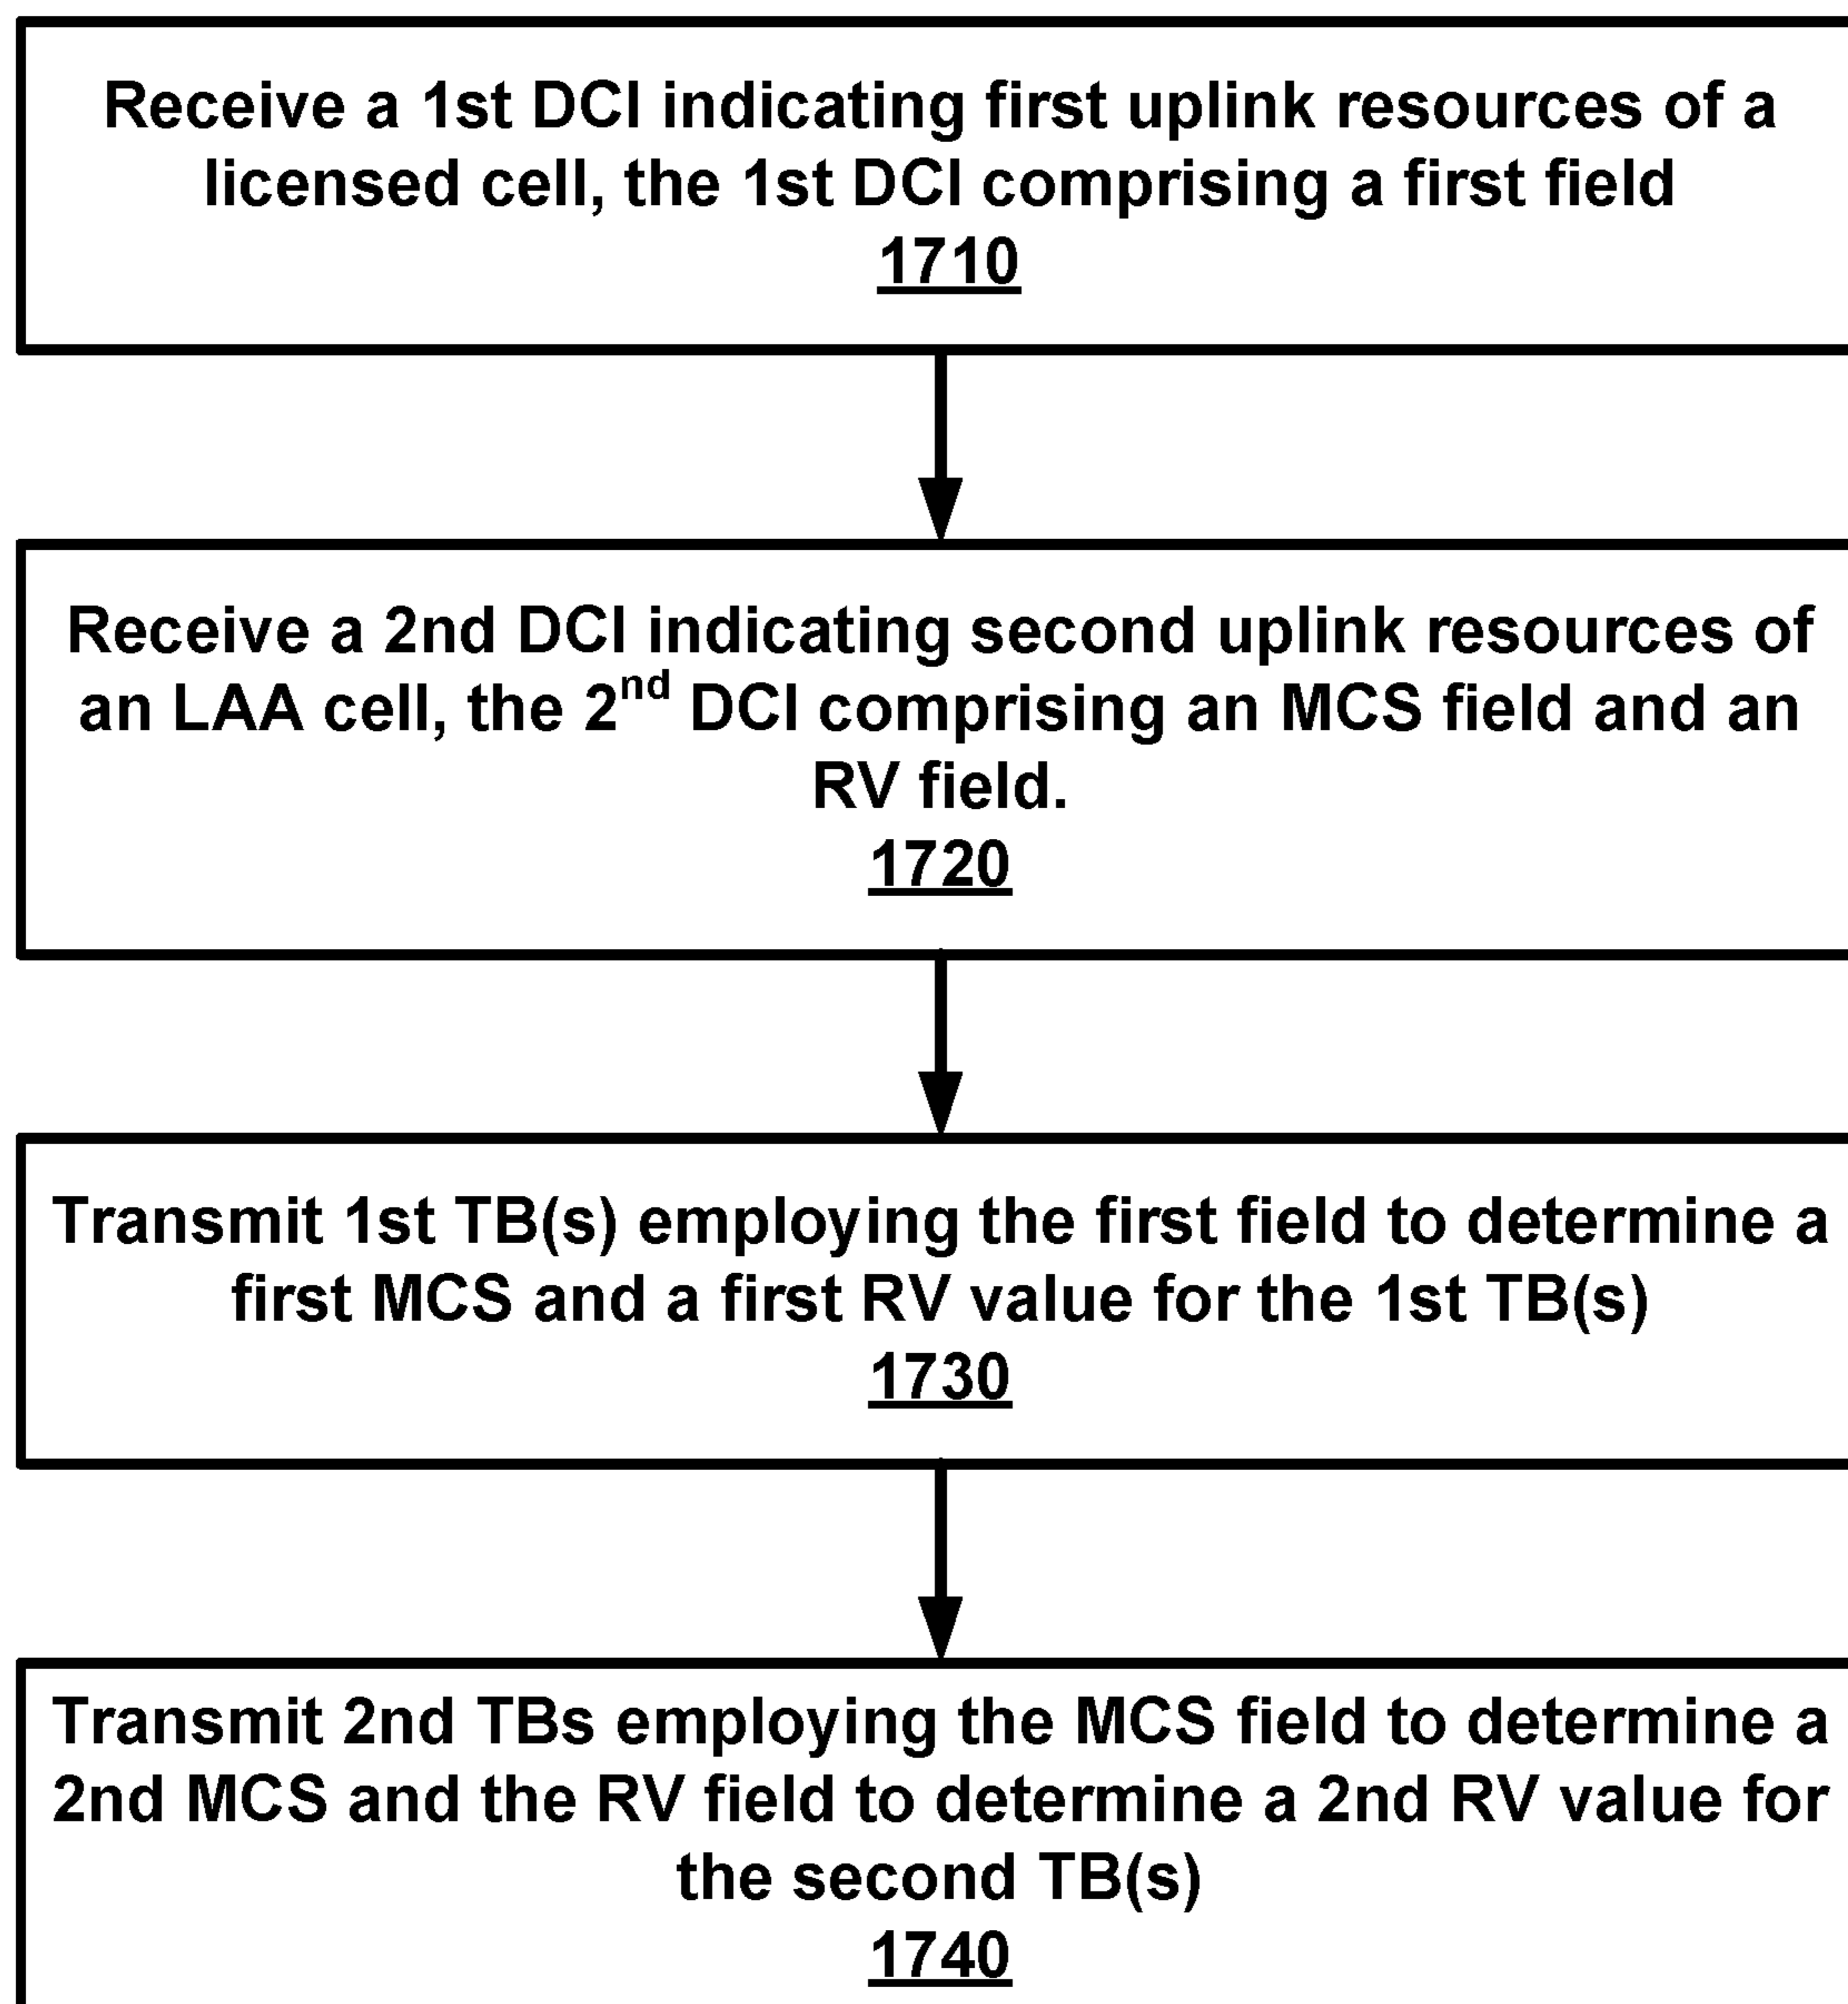 Receive a 1st DCI indicating first uplink resources of a
licensed cell, the 1st DCI comprising a first field
1710
Receive a 2nd DCI indicating second uplink resources of
an LAA cell, the 2nd DCI comprising an MCS field and an
RV field.
1720
Transmit 1st TB(s) employing the first field to determine a
first MCS and a first RV value for the 1st TB(s)
1730
Transmit 2nd TBs employing the MCS field to determine a
2nd MCS and the RV field to determine a 2nd RV value for
the second TB(s)
1740